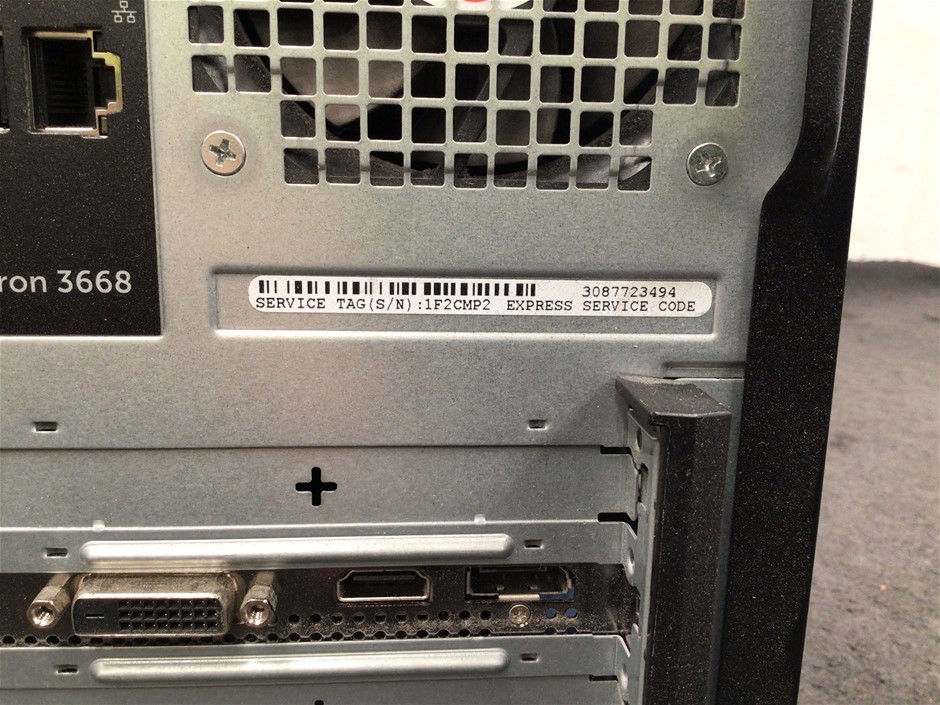 ron 3668
3087723494
SERVICE TAG(S/N):1F2CMP2 EXPRESS SERVICE CODE